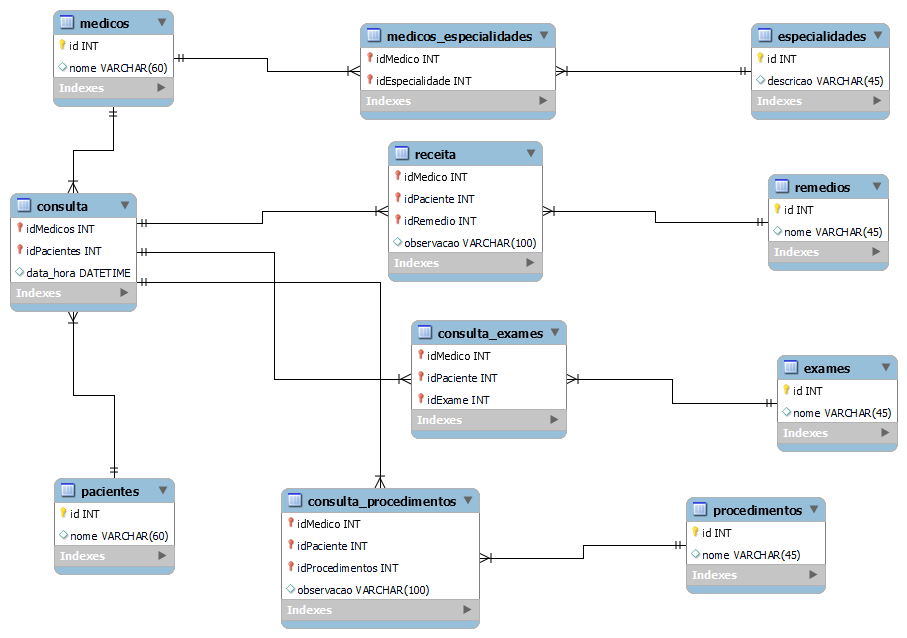 medicos
id INT
nome VARCHAR(60)
Indexes
medicos_especialidades
idMedico INT
idEspecialidade INT
Indexes
especialidades
id INT
descricao VARCHAR(45)
Indexes
receita
idMedico INT
idPaciente INT
idRemedio INT
observacao VARCHAR(100)
Indexes
remedios
id INT
nome VARCHAR(45)
Indexes
consulta
idMedicos INT
idPacientes INT
data_hora DATETIME
Indexes
consulta_exames
idMedico INT
idPaciente INT
idExame INT
Indexes
exames
id INT
nome VARCHAR(45)
Indexes
pacientes
id INT
nome VARCHAR(60)
Indexes
consulta_procedimentos
idMedico INT
idPaciente INT
idProcedimentos INT
observacao VARCHAR(100)
Indexes
procedimentos
id INT
nome VARCHAR(45)
Indexes